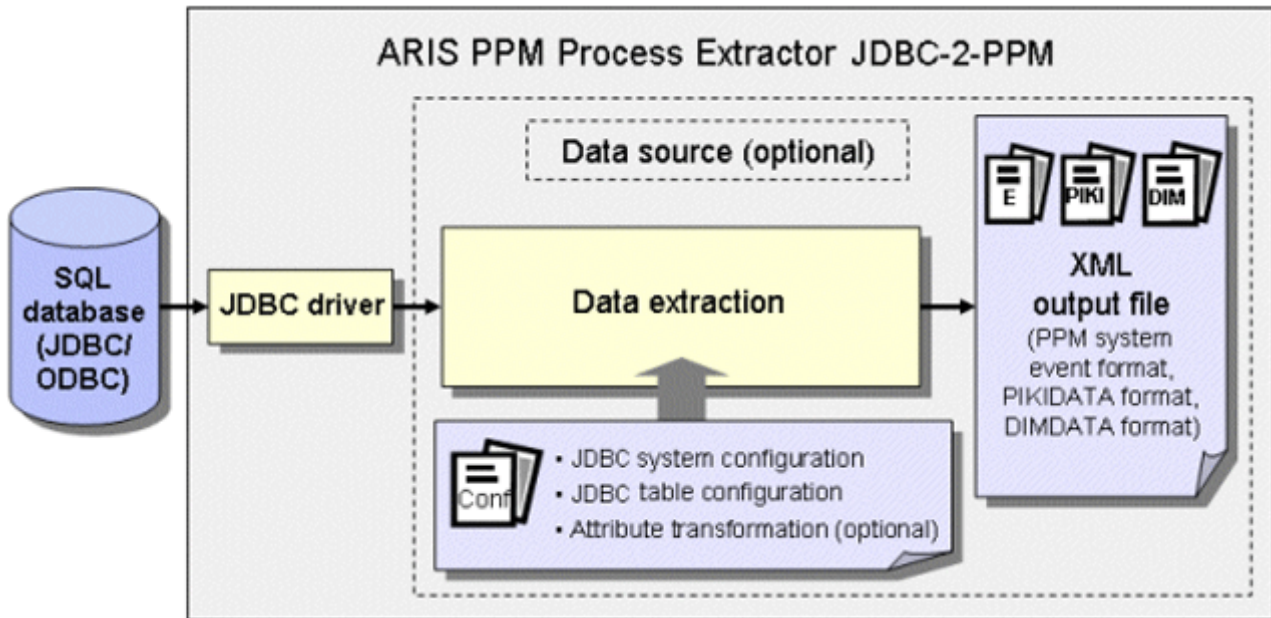 ARIS PPM Process Extractor JDBC-2-PPM
Data source (optional)
E
PIKI
DIM
SQL
database
(JDBC/
ODBC)
JDBC driver
Data extraction
XML
output file
(PPM system
event format,
PIKIDATA format,
DIMDATA format)
Conf
• JDBC system configuration
• JDBC table configuration
• Attribute transformation (optional)